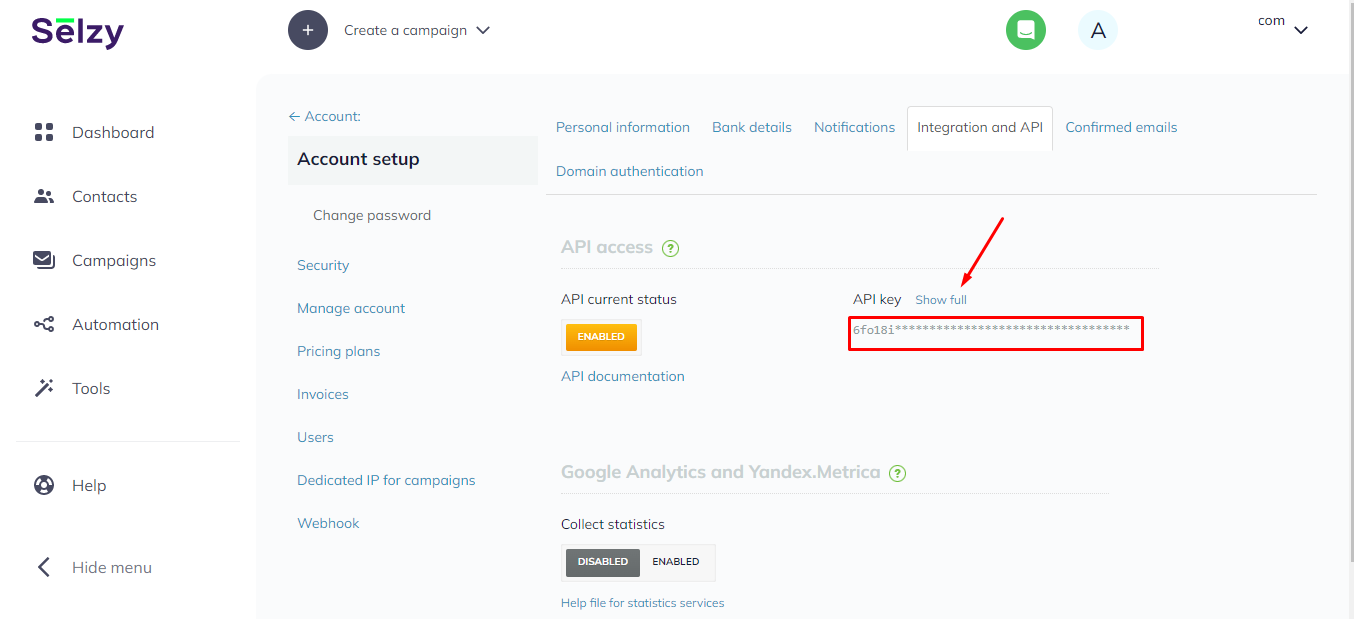 Selzy
+
Create a campaign
A
com
Dashboard
Contacts
Campaigns
Automation
Tools
Help
Hide menu
← Account:
Account setup
Change password
Security
Manage account
Pricing plans
Invoices
Users
Dedicated IP for campaigns
Webhook
Personal information
Bank details
Notifications
Integration and API
Confirmed emails
Domain authentication
API access ?
API current status
ENABLED
API documentation
API key Show full
6fo18i**********************************
Google Analytics and Yandex.Metrica ?
Collect statistics
DISABLED ENABLED
Help file for statistics services